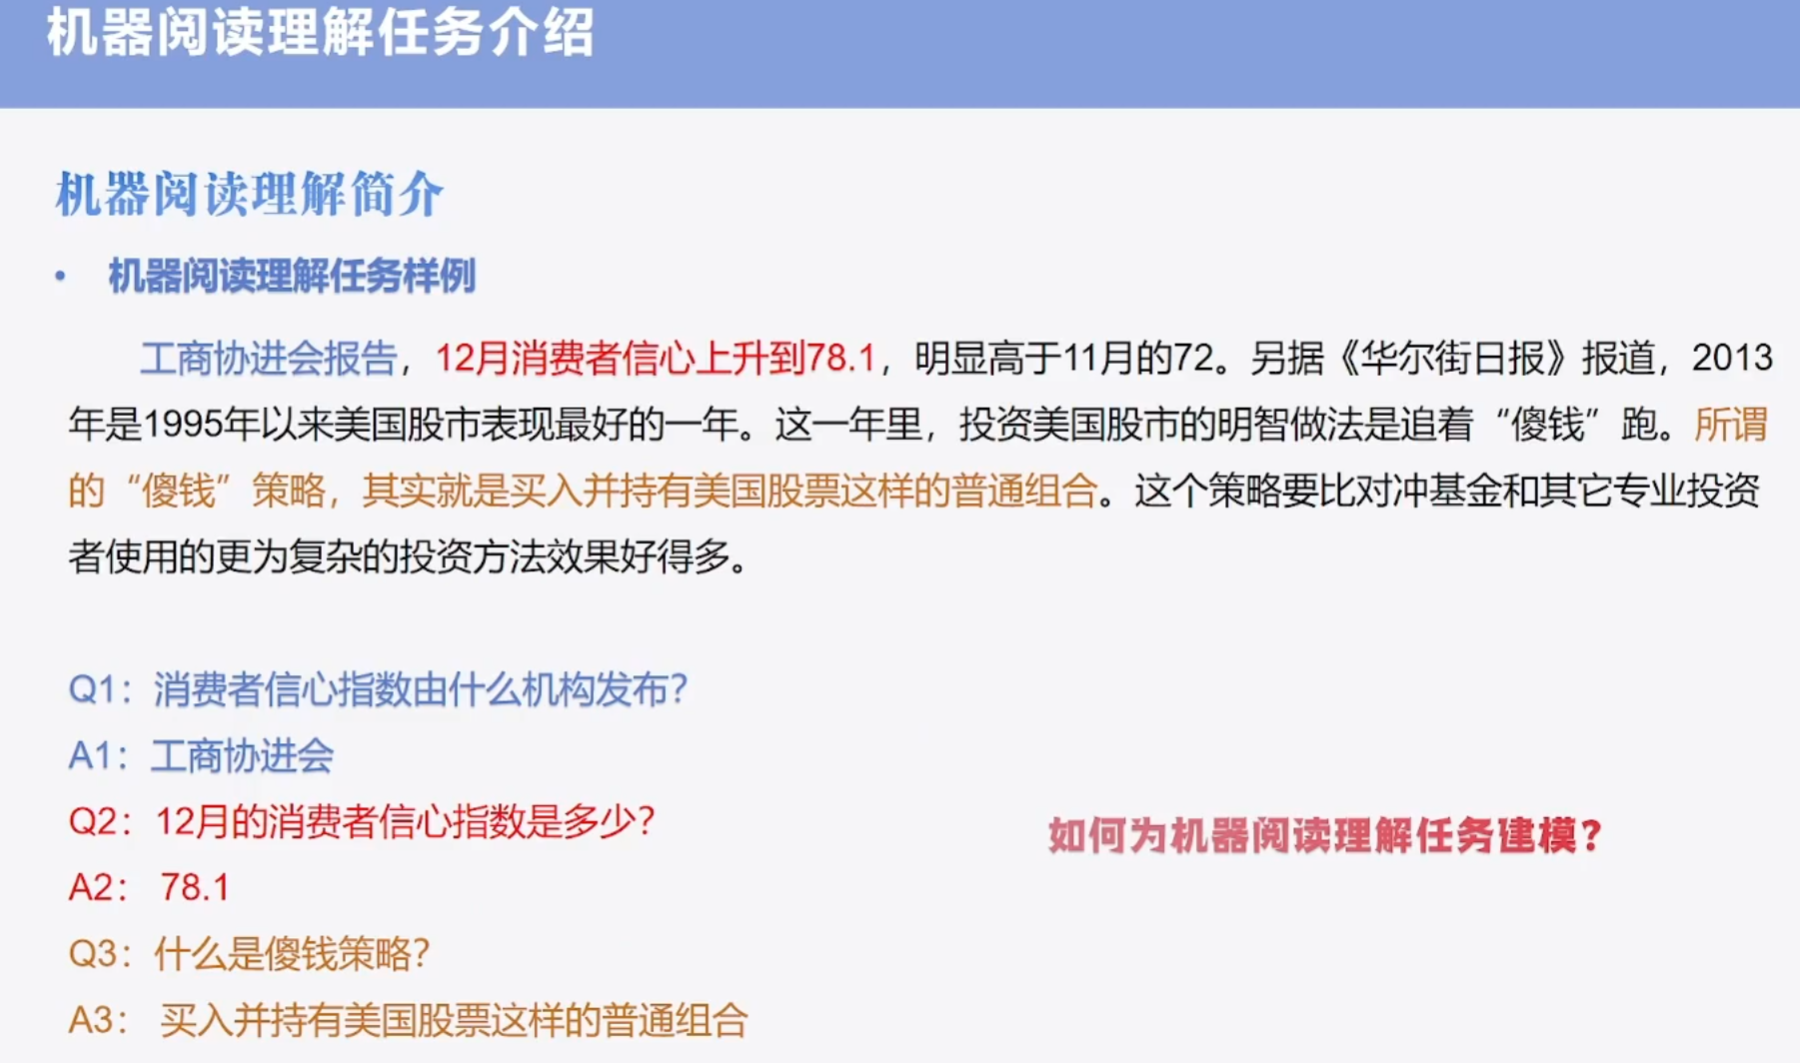 机器阅读理解任务介绍
机器阅读理解简介
• 机器阅读理解任务样例
工商协进会报告，12月消费者信心上升到78.1，明显高于11月的72。另据《华尔街日报》报道，2013
年是1995年以来美国股市表现最好的一年。这一年里，投资美国股市的明智做法是追着“傻钱”跑。所谓
的“傻钱”策略，其实就是买入并持有美国股票这样的普通组合。这个策略要比对冲基金和其它专业投资
者使用的更为复杂的投资方法效果好得多。
Q1：消费者信心指数由什么机构发布？
A1：工商协进会
Q2：12月的消费者信心指数是多少？
如何为机器阅读理解任务建模？
A2： 78.1
Q3：什么是傻钱策略？
A3： 买入并持有美国股票这样的普通组合